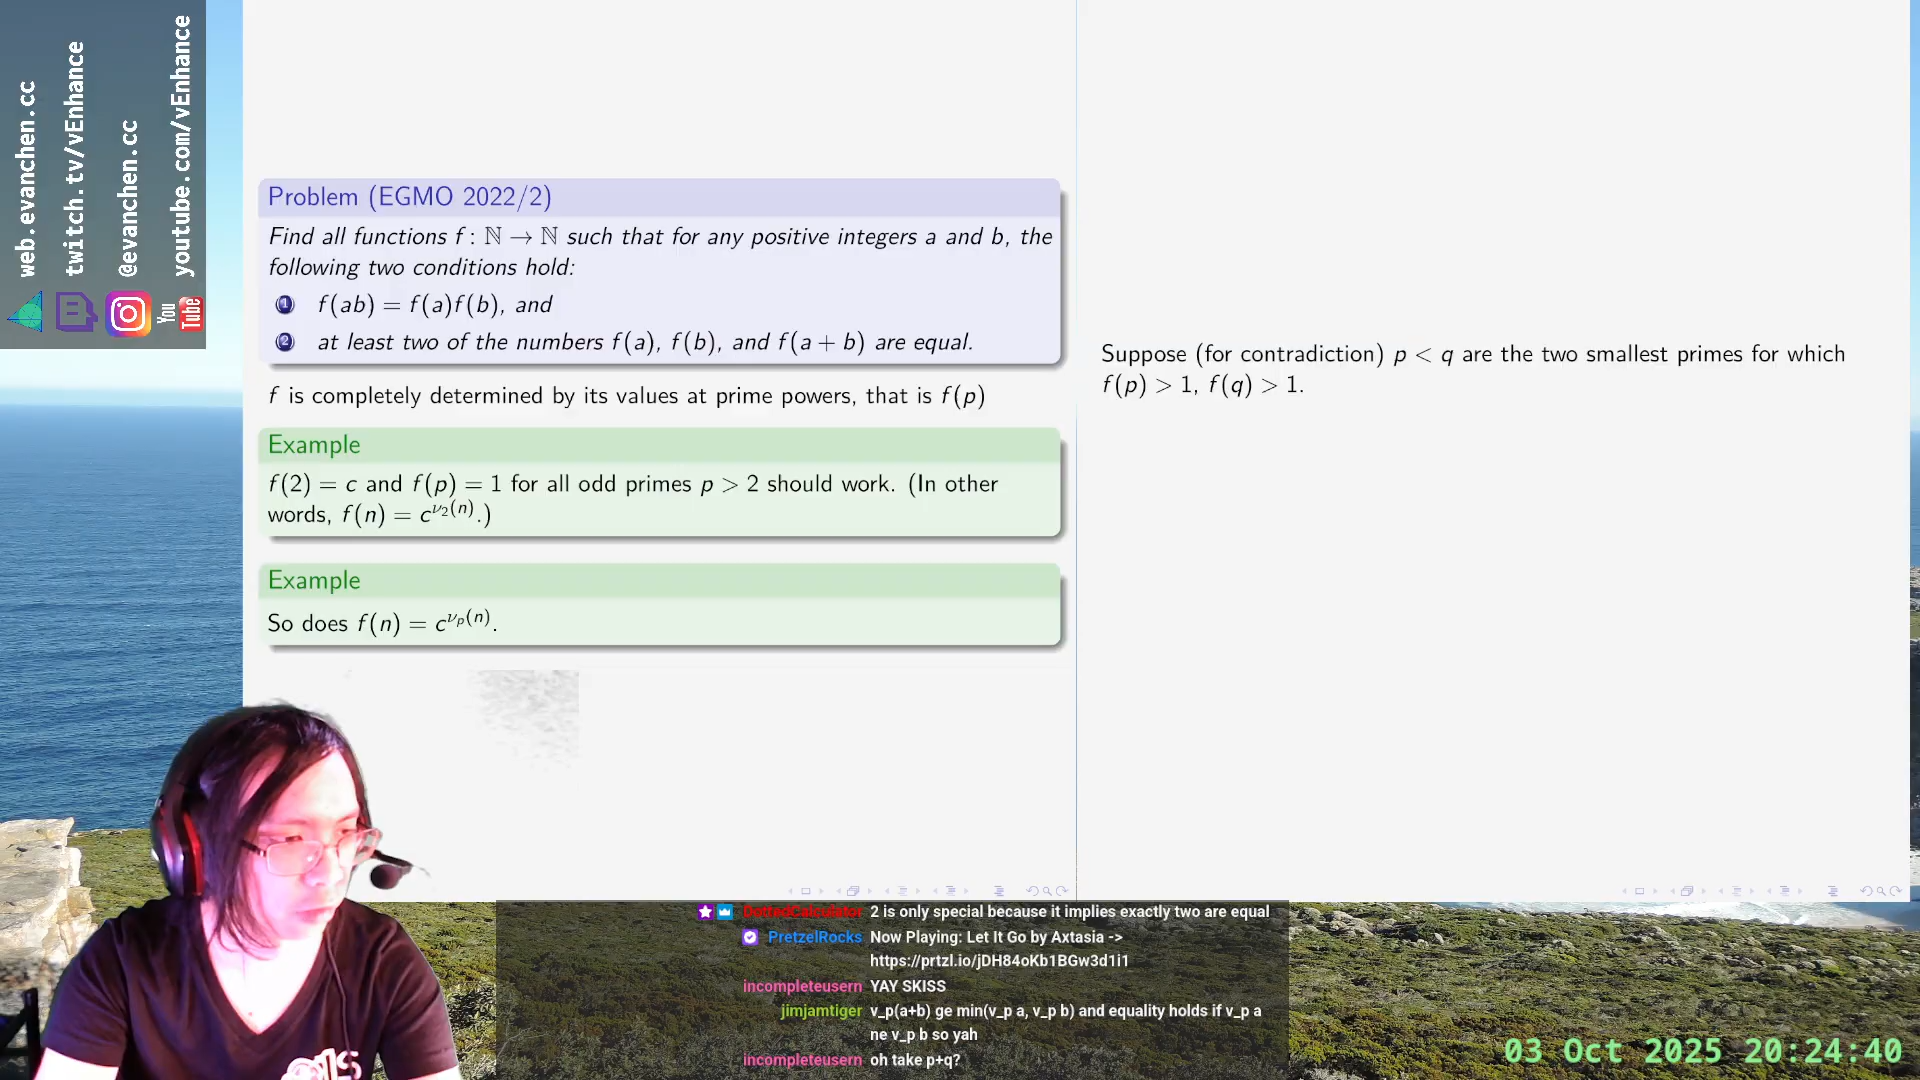 web.evanchen.cc
twitch.tv/vEnhance
@evanchen.cc
youtube.com/vEnhance
You
Tube
Problem (EGMO 2022/2)
Find all functions f : ℕ → ℕ such that for any positive integers a and b, the
following two conditions hold:
1 f(ab) = f(a)f(b), and
2 at least two of the numbers f(a), f(b), and f(a + b) are equal.
f is completely determined by its values at prime powers, that is f(p)
Example
f(2) = c and f(p) = 1 for all odd primes p > 2 should work. (In other
words, f(n) = c^{ν_2(n)}.)
Example
So does f(n) = c^{ν_p(n)}.
Suppose (for contradiction) p < q are the two smallest primes for which
f(p) > 1, f(q) > 1.
DottedCalculator 2 is only special because it implies exactly two are equal
PretzelRocks Now Playing: Let It Go by Axtasia ->
https://prtzl.io/jDH84oKb1BGw3d1i1
incompleteusern YAY SKISS
jimjamtiger v_p(a+b) ge min(v_p a, v_p b) and equality holds if v_p a
ne v_p b so yah
incompleteusern oh take p+q?
03 Oct 2025 20:24:40